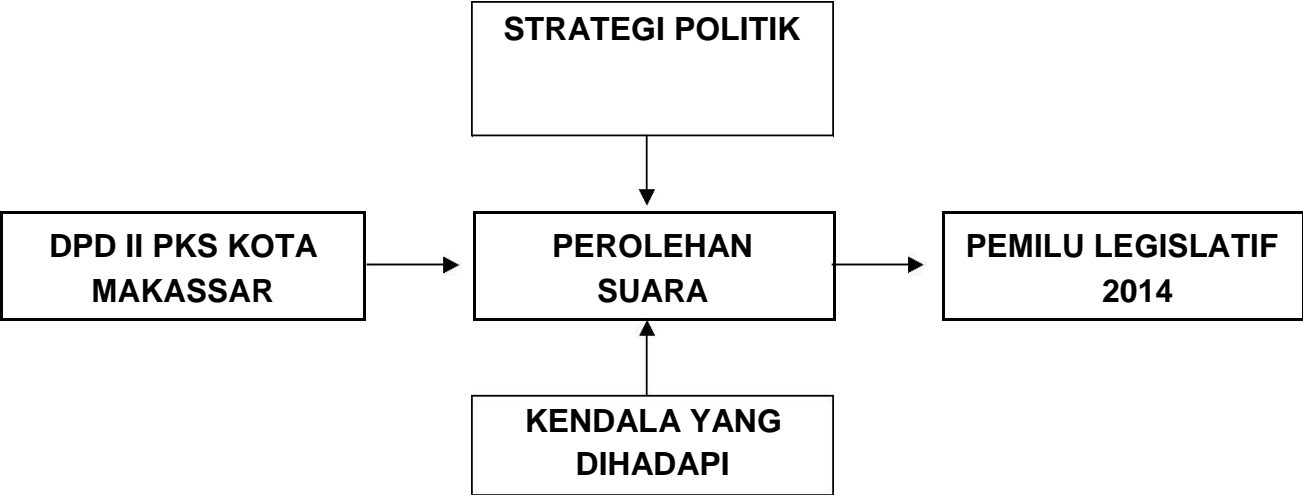 STRATEGI POLITIK
DPD II PKS KOTA
MAKASSAR
PEROLEHAN
SUARA
PEMILU LEGISLATIF
2014
KENDALA YANG
DIHADAPI